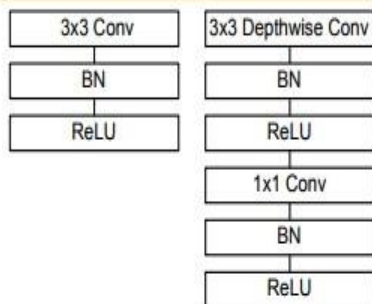 3x3 Conv
BN
ReLU
3x3 Depthwise Conv
BN
ReLU
1x1 Conv
BN
ReLU